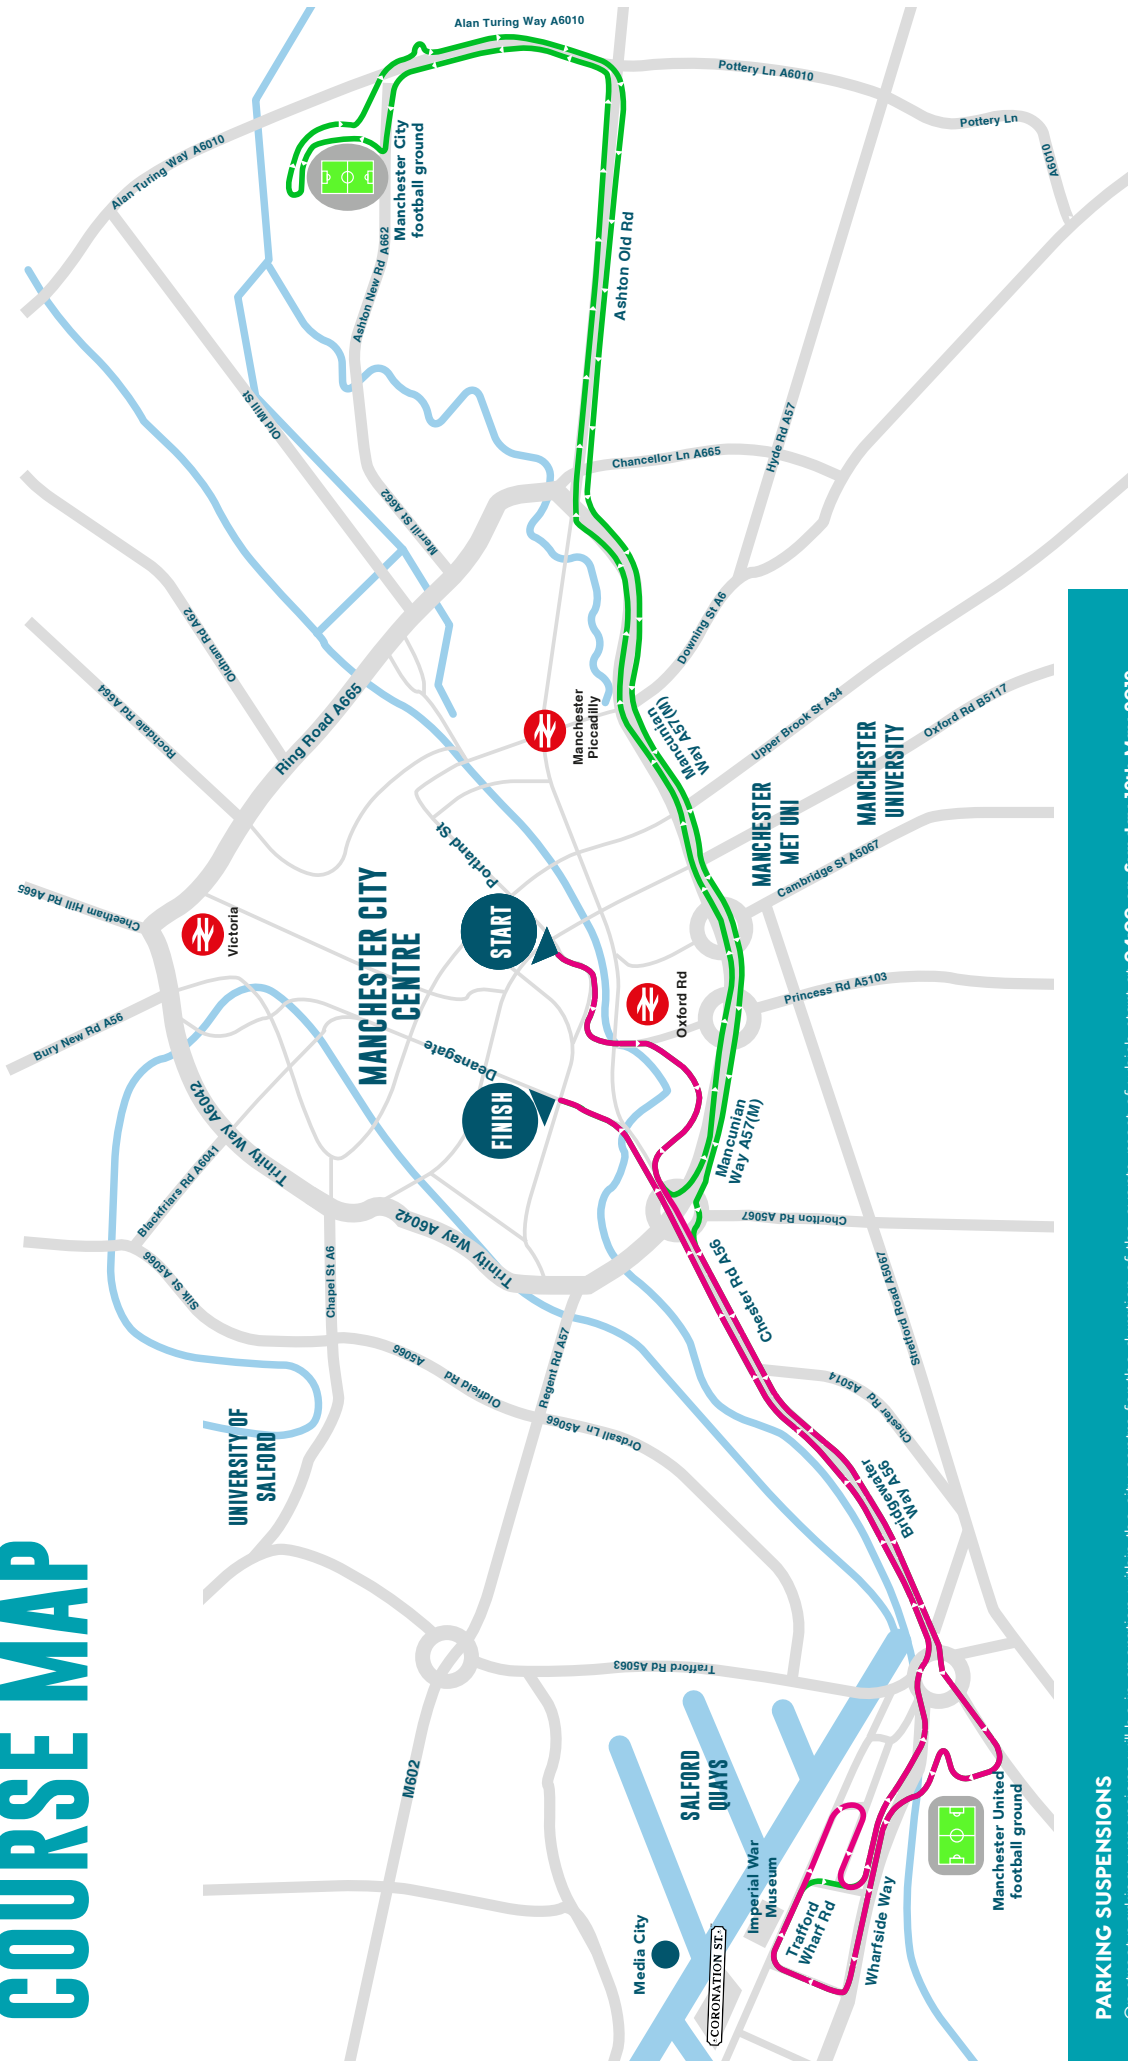 COURSE MAP
Alan Turing Way A6010
Pottery Ln A6010
Pottery Ln
A6010
Alan Turing Way A6010
Manchester City
football ground
Ashton New Rd A662
Ashton Old Rd
Old Mill St
Merrill St A662
Chancellor Ln A665
Hyde Rd A57
Oldham Rd A62
Rochdale Rd A664
Ring Road A665
Downing St A6
Manchester
Piccadilly
Mancunian
Way A57(M)
Upper Brook St A34
Oxford Rd B5117
MANCHESTER
UNIVERSITY
MANCHESTER
MET UNI
Cambridge St A5067
Portland St
Cheetham Hill Rd A665
Victoria
MANCHESTER CITY
CENTRE
START
Oxford Rd
Princess Rd A5103
Bury New Rd A56
Deansgate
FINISH
Trinity Way A6042
Blackfriars Rd A6041
Mancunian
Way A57(M)
Chorlton Rd A5067
Trinity Way A6042
Silk St A5066
Chapel St A6
Chester Rd A56
Stretford Road A5067
Regent Rd A57
Oldfield Rd A5066
Ordsall Ln A5066
Chester Rd A5014
UNIVERSITY OF
SALFORD
Bridgewater
Way A56
Trafford Rd A5063
M602
SALFORD
QUAYS
Manchester United
football ground
Imperial War
Museum
Trafford
Wharf Rd
Wharfside Way
Media City
CORONATION ST.
PARKING SUSPENSIONS